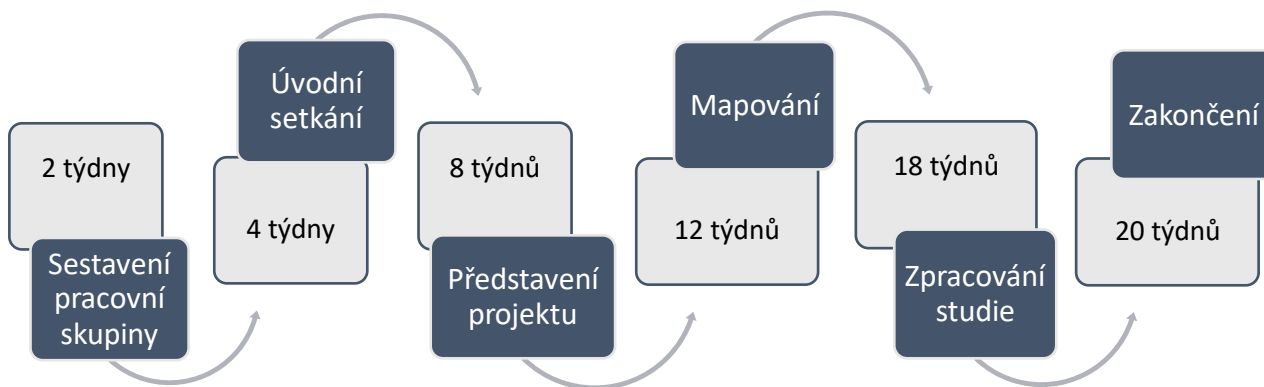 2 týdny
Sestavení
pracovní
skupiny
Úvodní
setkání
4 týdny
8 týdnů
Představení
projektu
Mapování
12 týdnů
18 týdnů
Zpracování
studie
Zakončení
20 týdnů